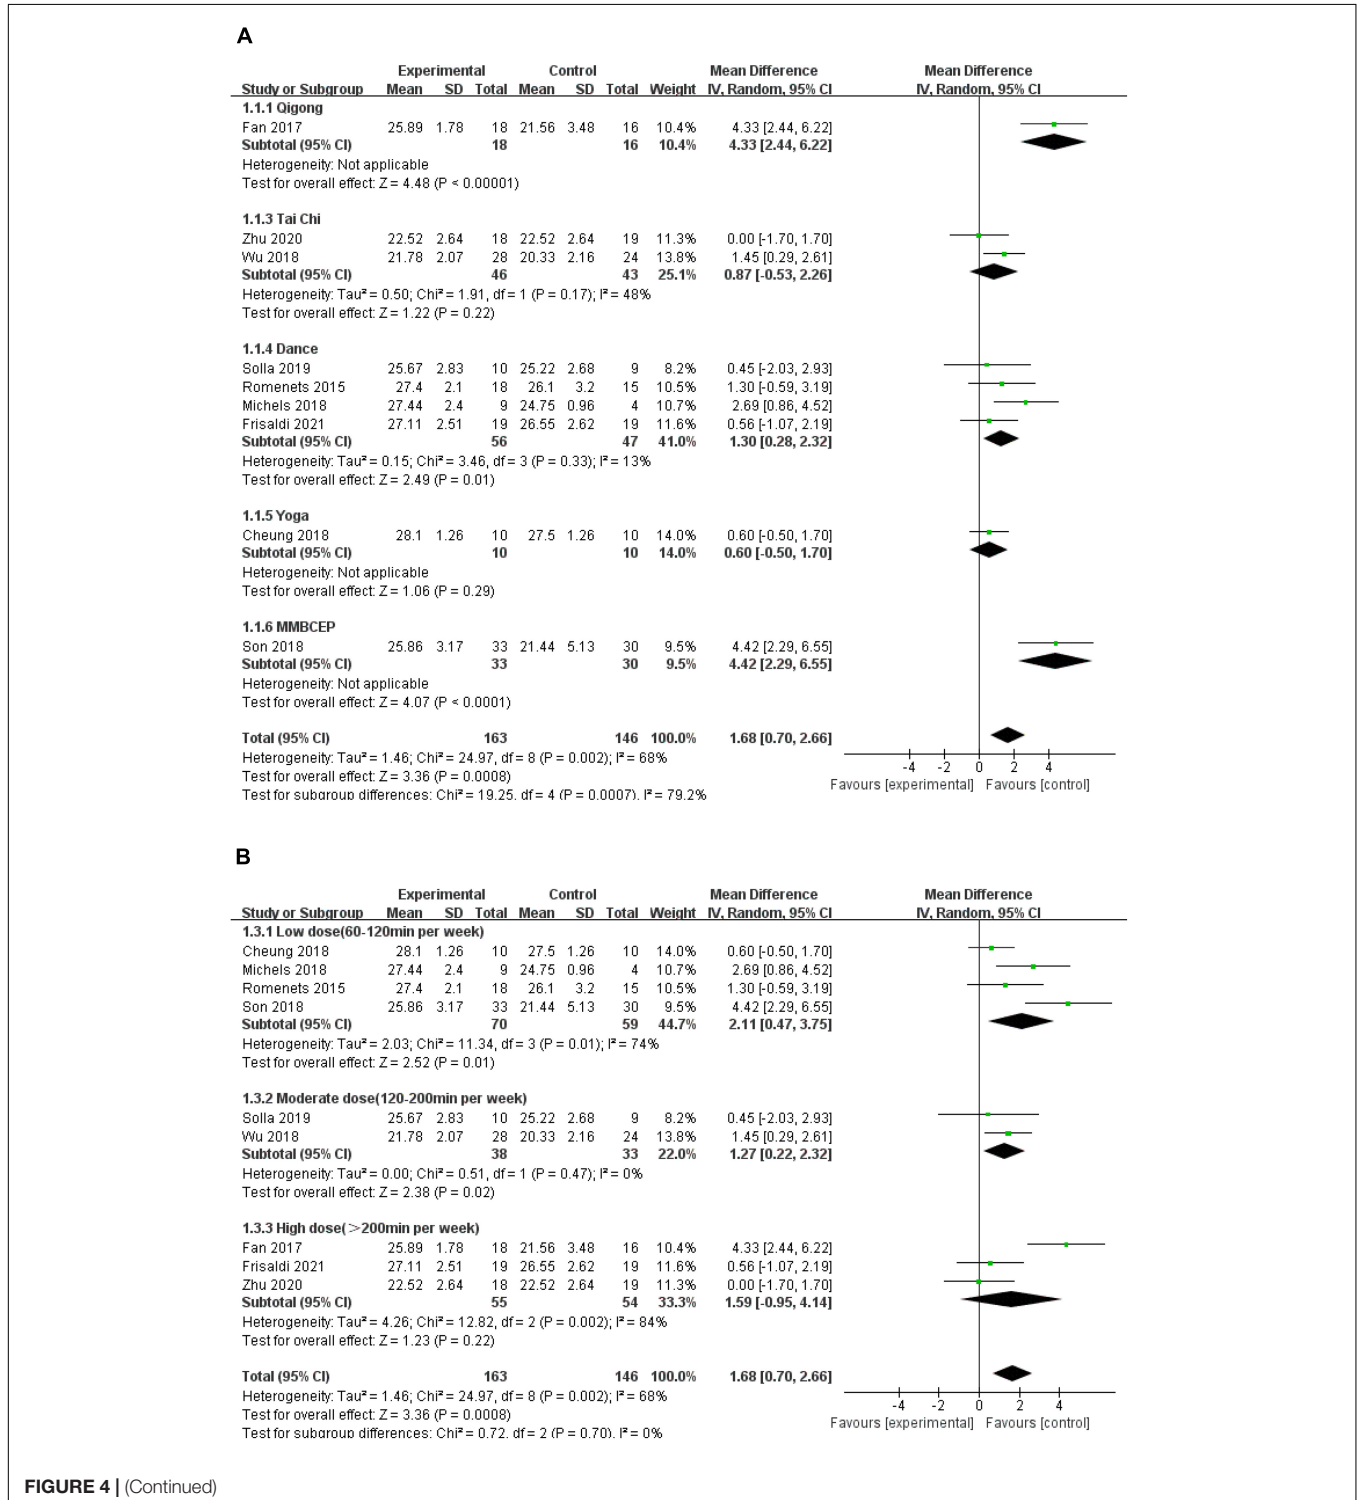 A
Experimental Control Mean Difference Mean Difference
Study or Subgroup Mean SD Total Mean SD Total Weight IV, Random, 95% CI IV, Random, 95% CI
1.1.1 Qigong
Fan 2017 25.89 1.78 18 21.56 3.48 16 10.4% 4.33 [2.44, 6.22]
Subtotal (95% CI) 18 16 10.4% 4.33 [2.44, 6.22]
Heterogeneity: Not applicable
Test for overall effect: Z = 4.48 (P < 0.00001)
1.1.3 Tai Chi
Zhu 2020 22.52 2.64 18 22.52 2.64 19 11.3% 0.00 [-1.70, 1.70]
Wu 2018 21.78 2.07 28 20.33 2.16 24 13.8% 1.45 [0.29, 2.61]
Subtotal (95% CI) 46 43 25.1% 0.87 [-0.53, 2.26]
Heterogeneity: Tau² = 0.50; Chi² = 1.91, df = 1 (P = 0.17); I² = 48%
Test for overall effect: Z = 1.22 (P = 0.22)
1.1.4 Dance
Solla 2019 25.67 2.83 10 25.22 2.68 9 8.2% 0.45 [-2.03, 2.93]
Romenets 2015 27.4 2.1 18 26.1 3.2 15 10.5% 1.30 [-0.59, 3.19]
Michels 2018 27.44 2.4 9 24.75 0.96 4 10.7% 2.69 [0.86, 4.52]
Frisaldi 2021 27.11 2.51 19 26.55 2.62 19 11.6% 0.56 [-1.07, 2.19]
Subtotal (95% CI) 56 47 41.0% 1.30 [0.28, 2.32]
Heterogeneity: Tau² = 0.15; Chi² = 3.46, df = 3 (P = 0.33); I² = 13%
Test for overall effect: Z = 2.49 (P = 0.01)
1.1.5 Yoga
Cheung 2018 28.1 1.26 10 27.5 1.26 10 14.0% 0.60 [-0.50, 1.70]
Subtotal (95% CI) 10 10 14.0% 0.60 [-0.50, 1.70]
Heterogeneity: Not applicable
Test for overall effect: Z = 1.06 (P = 0.29)
1.1.6 MMBCEP
Son 2018 25.86 3.17 33 21.44 5.13 30 9.5% 4.42 [2.29, 6.55]
Subtotal (95% CI) 33 30 9.5% 4.42 [2.29, 6.55]
Heterogeneity: Not applicable
Test for overall effect: Z = 4.07 (P < 0.0001)
Total (95% CI) 163 146 100.0% 1.68 [0.70, 2.66]
Heterogeneity: Tau² = 1.46; Chi² = 24.97, df = 8 (P = 0.002); I² = 68%
Test for overall effect: Z = 3.36 (P = 0.0008)
Test for subgroup differences: Chi² = 19.25, df = 4 (P = 0.0007), I² = 79.2%
-4 -2 0 2 4
Favours [experimental] Favours [control]
B
Experimental Control Mean Difference Mean Difference
Study or Subgroup Mean SD Total Mean SD Total Weight IV, Random, 95% CI IV, Random, 95% CI
1.3.1 Low dose(60-120min per week)
Cheung 2018 28.1 1.26 10 27.5 1.26 10 14.0% 0.60 [-0.50, 1.70]
Michels 2018 27.44 2.4 9 24.75 0.96 4 10.7% 2.69 [0.86, 4.52]
Romenets 2015 27.4 2.1 18 26.1 3.2 15 10.5% 1.30 [-0.59, 3.19]
Son 2018 25.86 3.17 33 21.44 5.13 30 9.5% 4.42 [2.29, 6.55]
Subtotal (95% CI) 70 59 44.7% 2.11 [0.47, 3.75]
Heterogeneity: Tau² = 2.03; Chi² = 11.34, df = 3 (P = 0.01); I² = 74%
Test for overall effect: Z = 2.52 (P = 0.01)
1.3.2 Moderate dose(120-200min per week)
Solla 2019 25.67 2.83 10 25.22 2.68 9 8.2% 0.45 [-2.03, 2.93]
Wu 2018 21.78 2.07 28 20.33 2.16 24 13.8% 1.45 [0.29, 2.61]
Subtotal (95% CI) 38 33 22.0% 1.27 [0.22, 2.32]
Heterogeneity: Tau² = 0.00; Chi² = 0.51, df = 1 (P = 0.47); I² = 0%
Test for overall effect: Z = 2.38 (P = 0.02)
1.3.3 High dose(＞200min per week)
Fan 2017 25.89 1.78 18 21.56 3.48 16 10.4% 4.33 [2.44, 6.22]
Frisaldi 2021 27.11 2.51 19 26.55 2.62 19 11.6% 0.56 [-1.07, 2.19]
Zhu 2020 22.52 2.64 18 22.52 2.64 19 11.3% 0.00 [-1.70, 1.70]
Subtotal (95% CI) 55 54 33.3% 1.59 [-0.95, 4.14]
Heterogeneity: Tau² = 4.26; Chi² = 12.82, df = 2 (P = 0.002); I² = 84%
Test for overall effect: Z = 1.23 (P = 0.22)
Total (95% CI) 163 146 100.0% 1.68 [0.70, 2.66]
Heterogeneity: Tau² = 1.46; Chi² = 24.97, df = 8 (P = 0.002); I² = 68%
Test for overall effect: Z = 3.36 (P = 0.0008)
Test for subgroup differences: Chi² = 0.72, df = 2 (P = 0.70), I² = 0%
-4 -2 0 2 4
Favours [experimental] Favours [control]
FIGURE 4 | (Continued)